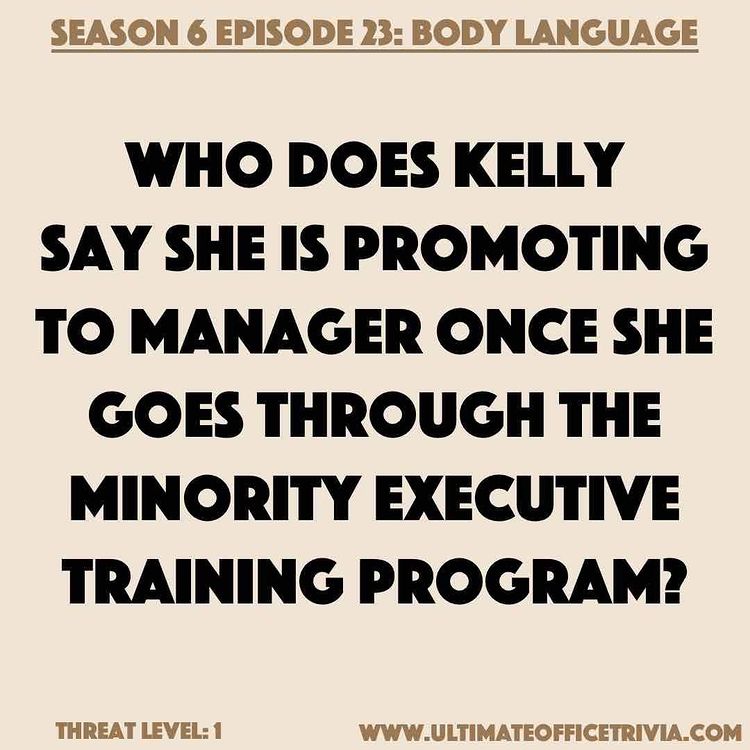 SEASON 6 EPISODE 23: BODY LANGUAGE
WHO DOES KELLY
SAY SHE IS PROMOTING
TO MANAGER ONCE SHE
GOES THROUGH THE
MINORITY EXECUTIVE
TRAINING PROGRAM?
THREAT LEVEL: 1
WWW.ULTIMATEOFFICETRIVIA.COM